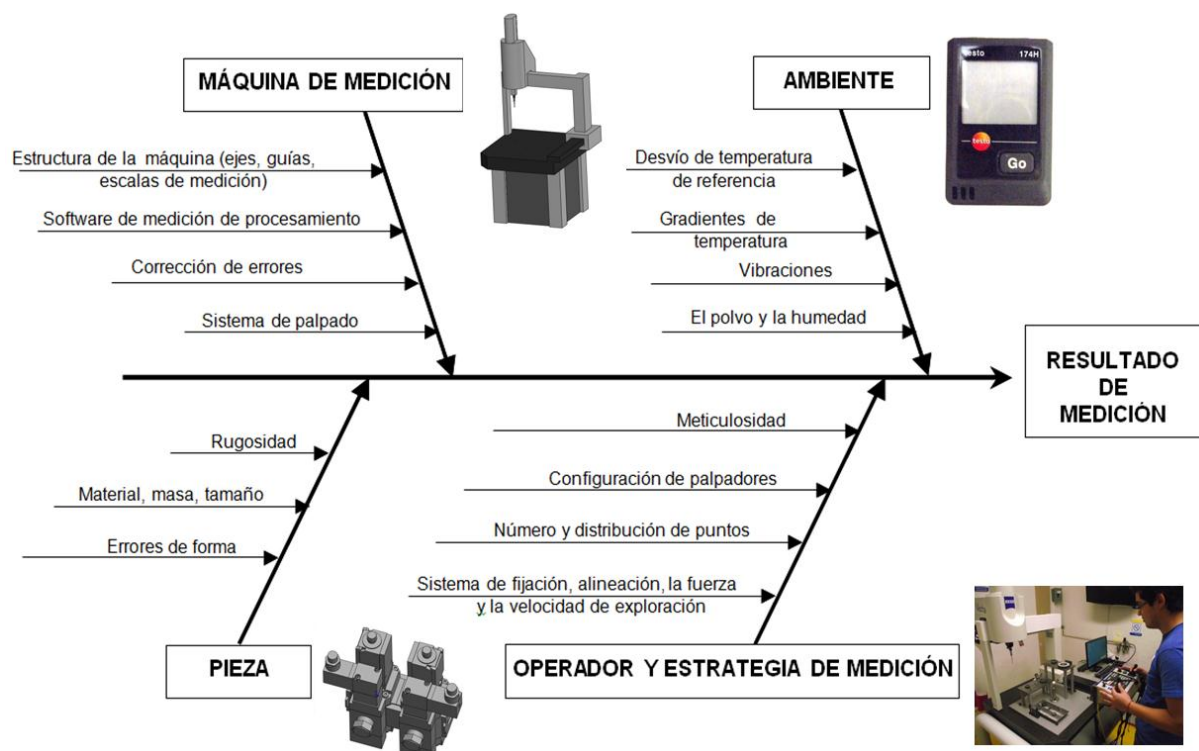 MÁQUINA DE MEDICIÓN
Estructura de la máquina (ejes, guías,
escalas de medición)
Software de medición de procesamiento
Corrección de errores
Sistema de palpado
AMBIENTE
Desvío de temperatura
de referencia
Gradientes de
temperatura
Vibraciones
El polvo y la humedad
testo 174H
testo
Go
RESULTADO
DE
MEDICIÓN
Rugosidad
Material, masa, tamaño
Errores de forma
PIEZA
Meticulosidad
Configuración de palpadores
Número y distribución de puntos
Sistema de fijación, alineación, la fuerza
y la velocidad de exploración
OPERADOR Y ESTRATEGIA DE MEDICIÓN